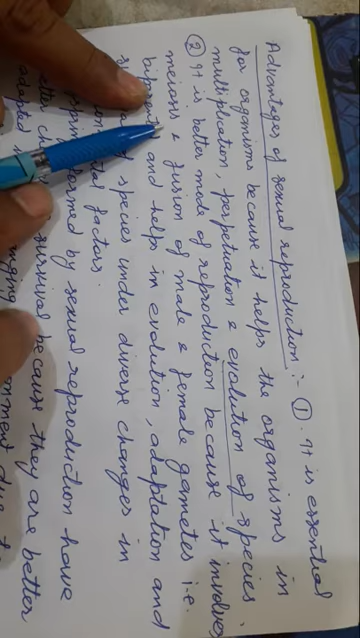 Advantages of sexual reproduction :- ①. It is essential
for organisms because it helps the organisms in
multiplication, perpetuation & evolution of species
② It is better mode of reproduction because it involves
meiosis & fusion of male & female gametes i.e.
and helps in evolution, adaptation and
species under diverse changes in
factors.
formed by sexual reproduction have
survival because they are better
adapted